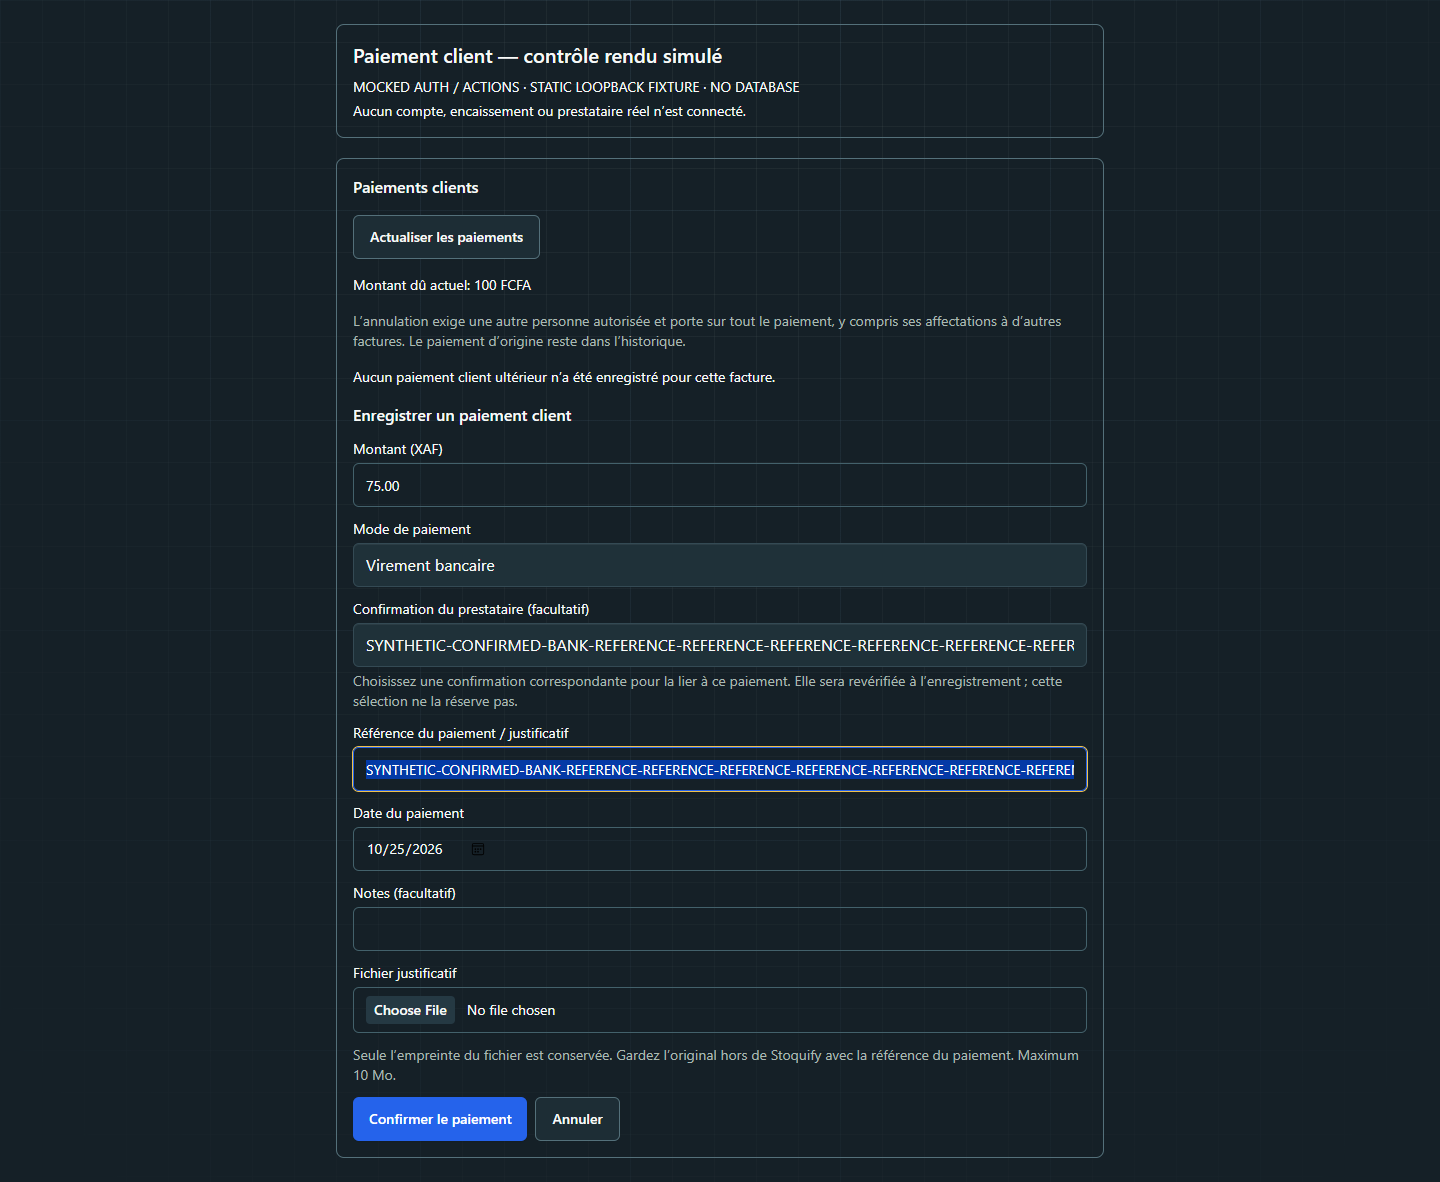 Paiement client — contrôle rendu simulé
MOCKED AUTH / ACTIONS · STATIC LOOPBACK FIXTURE · NO DATABASE
Aucun compte, encaissement ou prestataire réel n’est connecté.
Paiements clients
Actualiser les paiements
Montant dû actuel: 100 FCFA
L’annulation exige une autre personne autorisée et porte sur tout le paiement, y compris ses affectations à d’autres
factures. Le paiement d’origine reste dans l’historique.
Aucun paiement client ultérieur n’a été enregistré pour cette facture.
Enregistrer un paiement client
Montant (XAF)
75.00
Mode de paiement
Virement bancaire
Confirmation du prestataire (facultatif)
SYNTHETIC-CONFIRMED-BANK-REFERENCE-REFERENCE-REFERENCE-REFERENCE-REFERENCE-REFER
Choisissez une confirmation correspondante pour la lier à ce paiement. Elle sera revérifiée à l’enregistrement ; cette
sélection ne la réserve pas.
Référence du paiement / justificatif
SYNTHETIC-CONFIRMED-BANK-REFERENCE-REFERENCE-REFERENCE-REFERENCE-REFERENCE-REFERENCE-REFERE
Date du paiement
10/25/2026
Notes (facultatif)
Fichier justificatif
Choose File No file chosen
Seule l’empreinte du fichier est conservée. Gardez l’original hors de Stoquify avec la référence du paiement. Maximum
10 Mo.
Confirmer le paiement Annuler